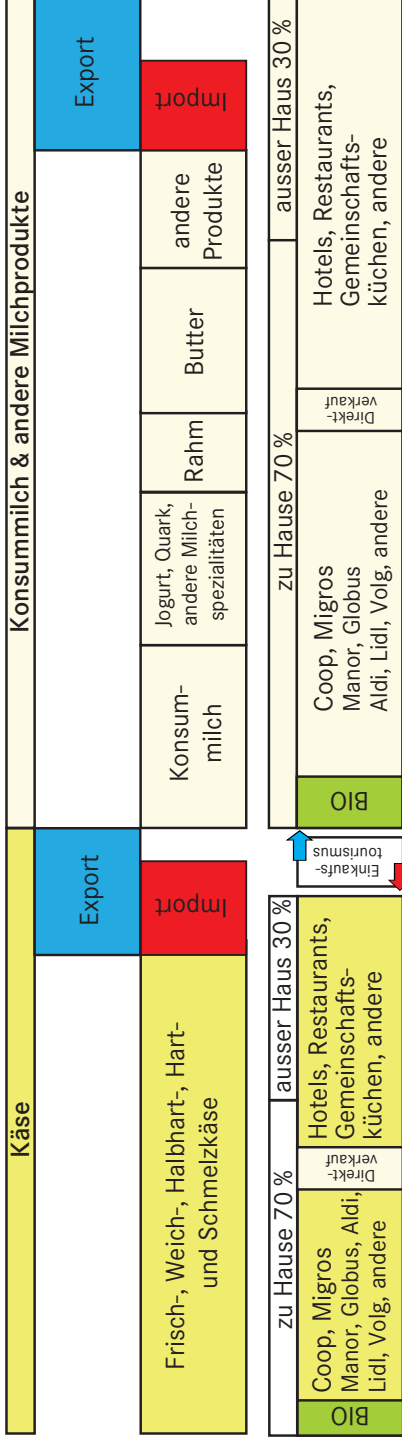 Käse
Konsummilch & andere Milchprodukte
Export
Export
Frisch-, Weich-, Halbhart-, Hart-
und Schmelzkäse
Import
Konsum-
milch
Jogurt, Quark,
andere Milch-
spezialitäten
Rahm
Butter
andere
Produkte
Import
zu Hause 70 %
ausser Haus 30 %
zu Hause 70 %
ausser Haus 30 %
BIO
Coop, Migros
Manor, Globus, Aldi,
Lidl, Volg, andere
Direkt-
verkauf
Hotels, Restaurants,
Gemeinschafts-
küchen, andere
Einkaufs-
tourismus
BIO
Coop, Migros
Manor, Globus
Aldi, Lidl, Volg, andere
Direkt-
verkauf
Hotels, Restaurants,
Gemeinschafts-
küchen, andere